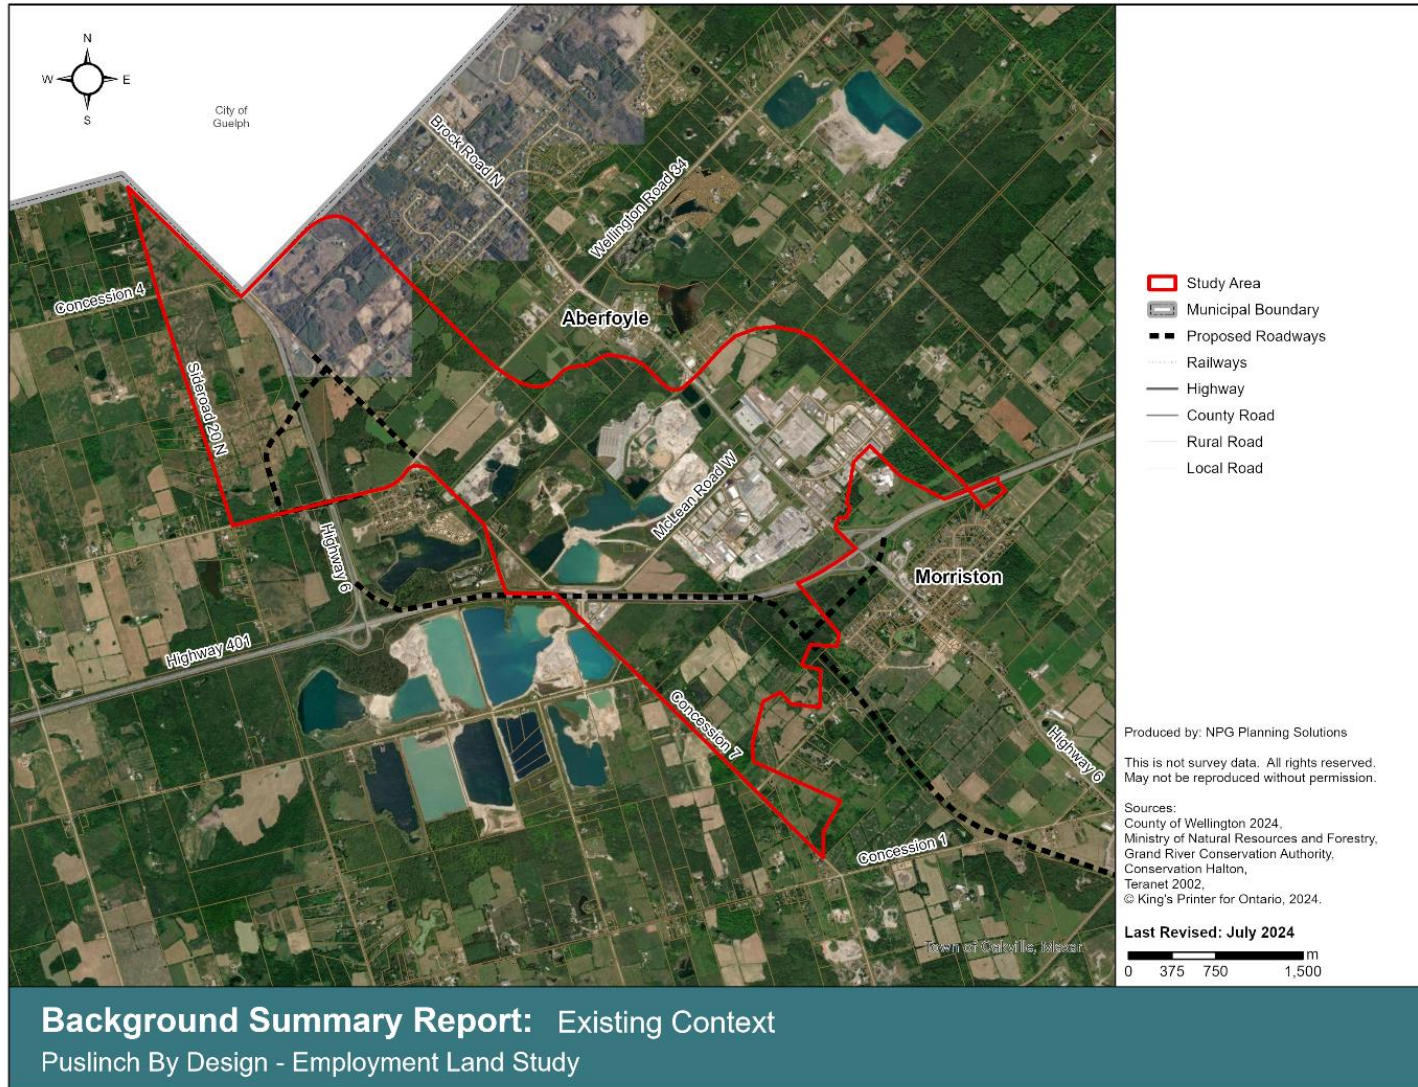 N
W E
S
City of
Guelph
Brock Road N
Wellington Road 34
Concession 4
Aberfoyle
Sideroad 20 N
McLean Road W
Highway 6
Morriston
Highway 401
Concession 7
Highway 6
Concession 1
Town of Oakville, Maxar
Study Area
Municipal Boundary
Proposed Roadways
Railways
Highway
County Road
Rural Road
Local Road
Produced by: NPG Planning Solutions
This is not survey data. All rights reserved.
May not be reproduced without permission.
Sources:
County of Wellington 2024,
Ministry of Natural Resources and Forestry,
Grand River Conservation Authority,
Conservation Halton,
Teranet 2002,
© King's Printer for Ontario, 2024.
Last Revised: July 2024
m
0 375 750 1,500
Background Summary Report: Existing Context
Puslinch By Design - Employment Land Study